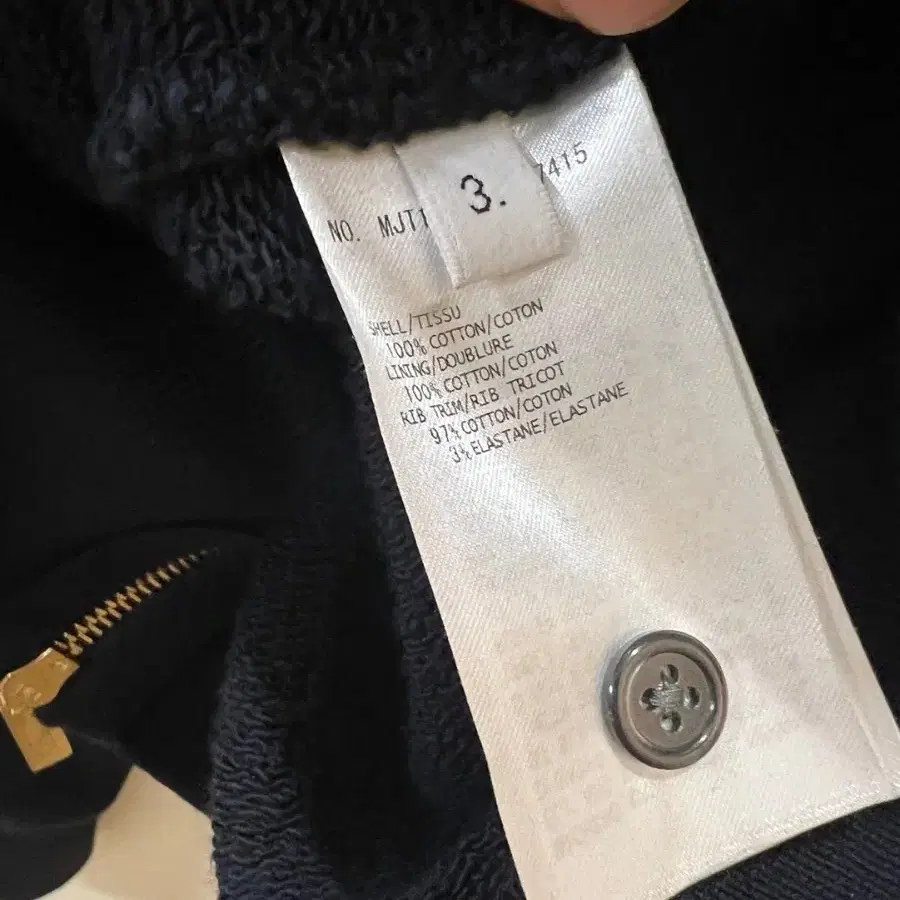 3.
NO. MJT1 7415
SHELL/TISSU
100% COTTON/COTON
LINING/DOUBLURE
100% COTTON/COTON
RIB TRIM/RIB TRICOT
97% COTTON/COTON
3% ELASTANE/ELASTANE